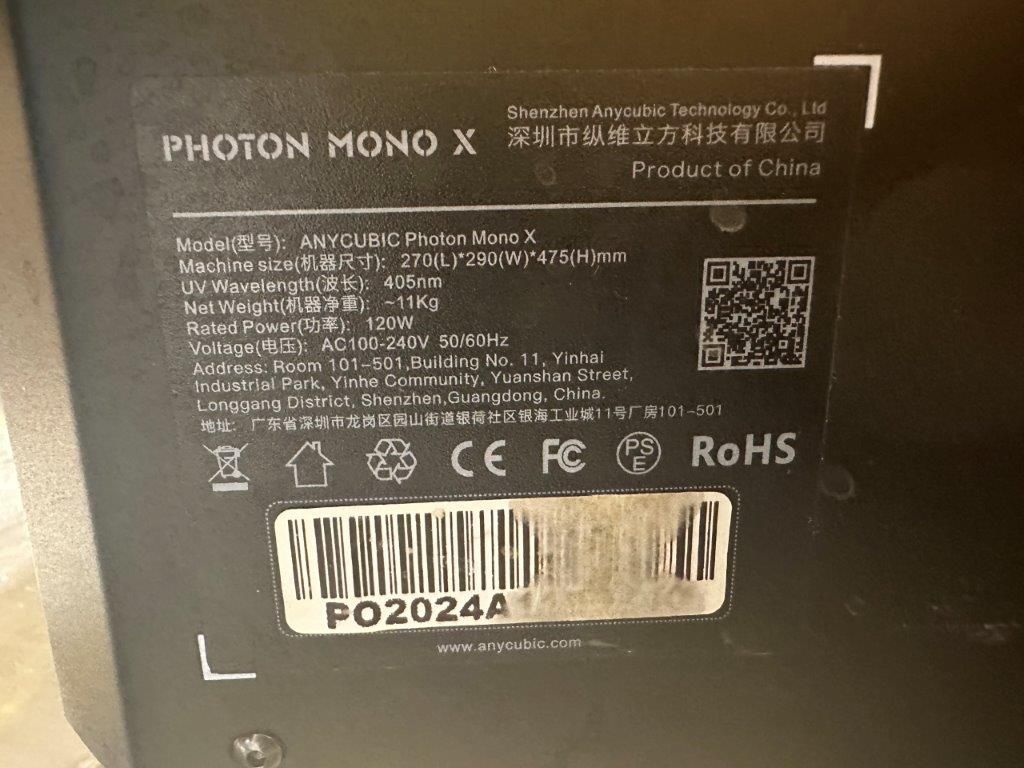 PHOTON MONO X
Shenzhen Anycubic Technology Co., Ltd
深圳市纵维立方科技有限公司
Product of China
Model(型号): ANYCUBIC Photon Mono X
Machine size(机器尺寸): 270(L)*290(W)*475(H)mm
UV Wavelength(波长): 405nm
Net Weight(机器净重): ~11Kg
Rated Power(功率): 120W
Voltage(电压): AC100-240V 50/60Hz
Address: Room 101-501,Building No. 11, Yinhai
Industrial Park, Yinhe Community, Yuanshan Street,
Longgang District, Shenzhen,Guangdong, China.
地址: 广东省深圳市龙岗区园山街道银荷社区银海工业城11号厂房101-501
CE FC PS E RoHS
PO2024A
www.anycubic.com